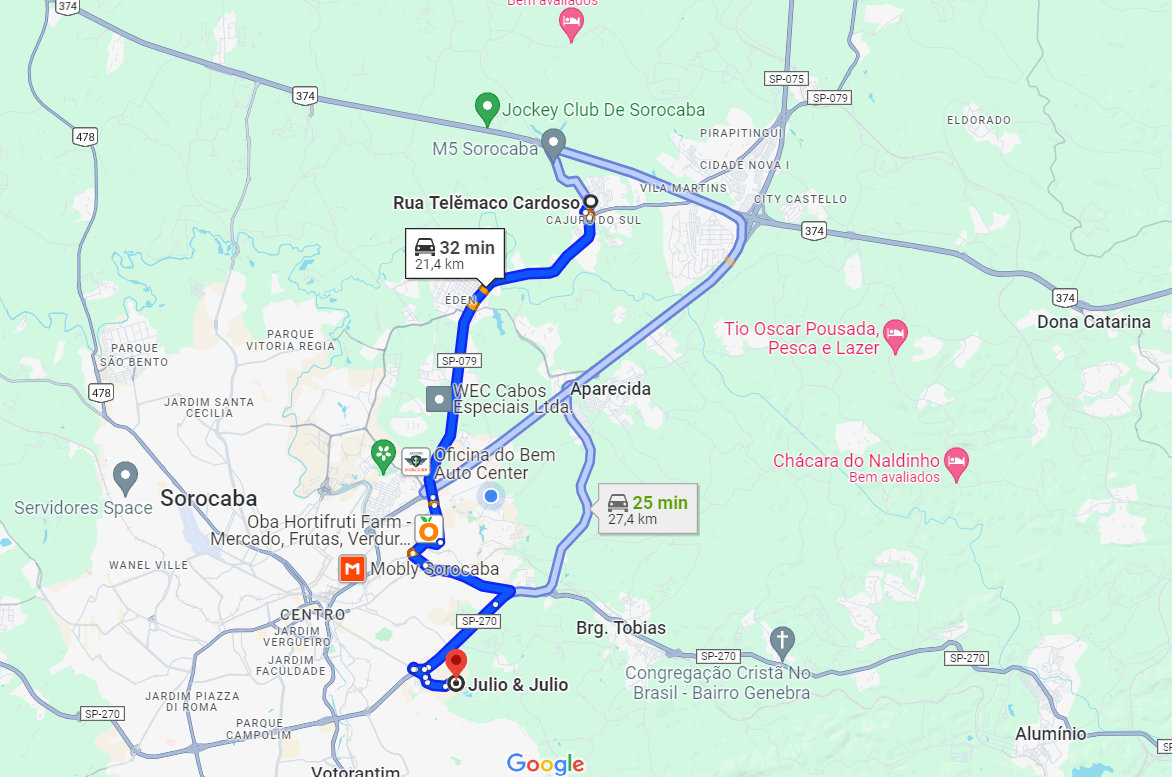 374
Bem avaliados
SP-075
374
SP-079
Jockey Club De Sorocaba
ELDORADO
478
PIRAPITINGUI
M5 Sorocaba
CIDADE NOVA I
VILA MARTINS
CITY CASTELLO
Rua Telĕmaco Cardoso
CAJURU DO SUL
374
32 min
21,4 km
374
ÉDEN
Dona Catarina
Tio Oscar Pousada,
Pesca e Lazer
PARQUE
VITORIA REGIA
PARQUE
SÃO BENTO
SP-079
478
WEC Cabos
Especiais Ltda.
Aparecida
JARDIM SANTA
CECILIA
Oficina do Bem
Auto Center
Chácara do Naldinho
Bem avaliados
Servidores Space
Sorocaba
25 min
27,4 km
Oba Hortifruti Farm -
Mercado, Frutas, Verdur...
WANEL VILLE
Mobly Sorocaba
CENTRO
SP-270
JARDIM
VERGUEIRO
Brg. Tobias
JARDIM
FACULDADE
SP-270
SP-270
Congregação Cristã No
Brasil - Bairro Genebra
Julio & Julio
JARDIM PIAZZA
DI ROMA
SP-270
PARQUE
CAMPOLIM
Alumínio
Google
Votorantim